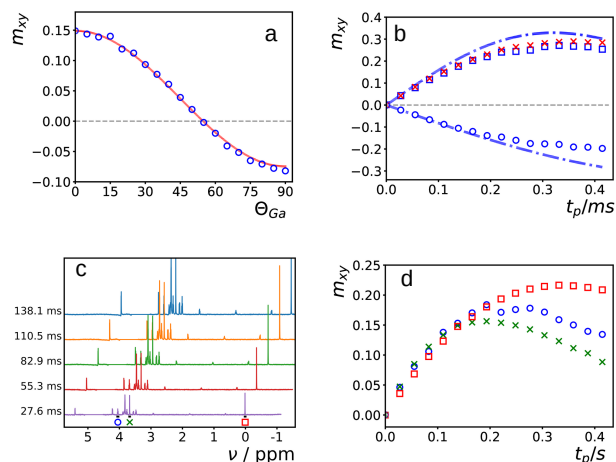 a
m_xy
0.15
0.10
0.05
0.00
−0.05
−0.10
0 15 30 45 60 75 90
Θ_Ga
b
m_xy
0.4
0.3
0.2
0.1
0.0
−0.1
−0.2
−0.3
0.0 0.1 0.2 0.3 0.4
t_p/ms
c
138.1 ms
110.5 ms
82.9 ms
55.3 ms
27.6 ms
5 4 3 2 1 0 −1
ν / ppm
d
m_xy
0.25
0.20
0.15
0.10
0.05
0.00
0.0 0.1 0.2 0.3 0.4
t_p/s